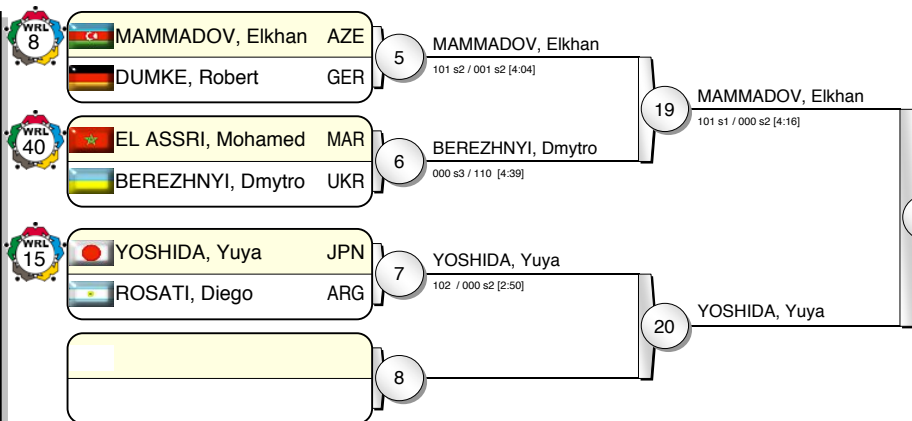 WRL
8
MAMMADOV, Elkhan AZE
DUMKE, Robert GER
5
MAMMADOV, Elkhan
101 s2 / 001 s2 [4:04]
19
MAMMADOV, Elkhan
101 s1 / 000 s2 [4:16]
WRL
40
EL ASSRI, Mohamed MAR
BEREZHNYI, Dmytro UKR
6
BEREZHNYI, Dmytro
000 s3 / 110 [4:39]
WRL
15
YOSHIDA, Yuya JPN
ROSATI, Diego ARG
7
YOSHIDA, Yuya
102 / 000 s2 [2:50]
20
YOSHIDA, Yuya
8